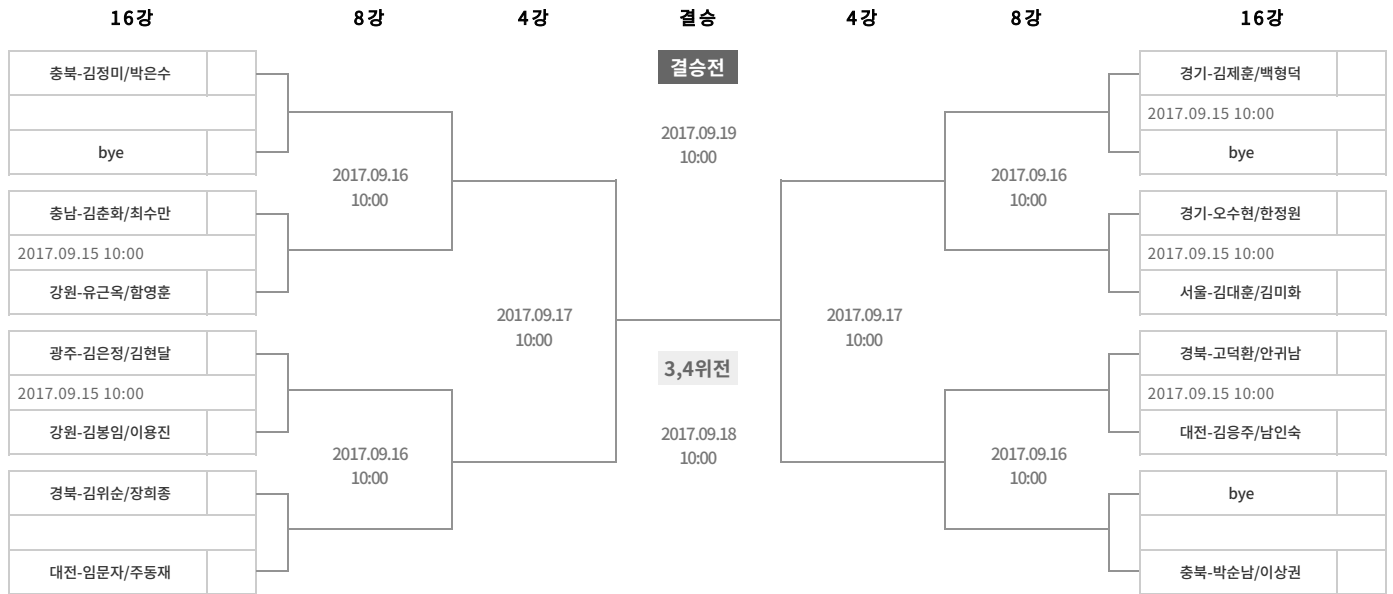 16강
8강
4강
결승
4강
8강
16강
충북-김정미/박은수
bye
충남-김춘화/최수만
2017.09.15 10:00
강원-유근옥/함영훈
광주-김은정/김현달
2017.09.15 10:00
강원-김봉임/이용진
경북-김위순/장희종
대전-임문자/주동재
2017.09.16
10:00
2017.09.16
10:00
2017.09.17
10:00
결승전
2017.09.19
10:00
3,4위전
2017.09.18
10:00
2017.09.17
10:00
2017.09.16
10:00
2017.09.16
10:00
경기-김제훈/백형덕
2017.09.15 10:00
bye
경기-오수현/한정원
2017.09.15 10:00
서울-김대훈/김미화
경북-고덕환/안귀남
2017.09.15 10:00
대전-김응주/남인숙
bye
충북-박순남/이상권